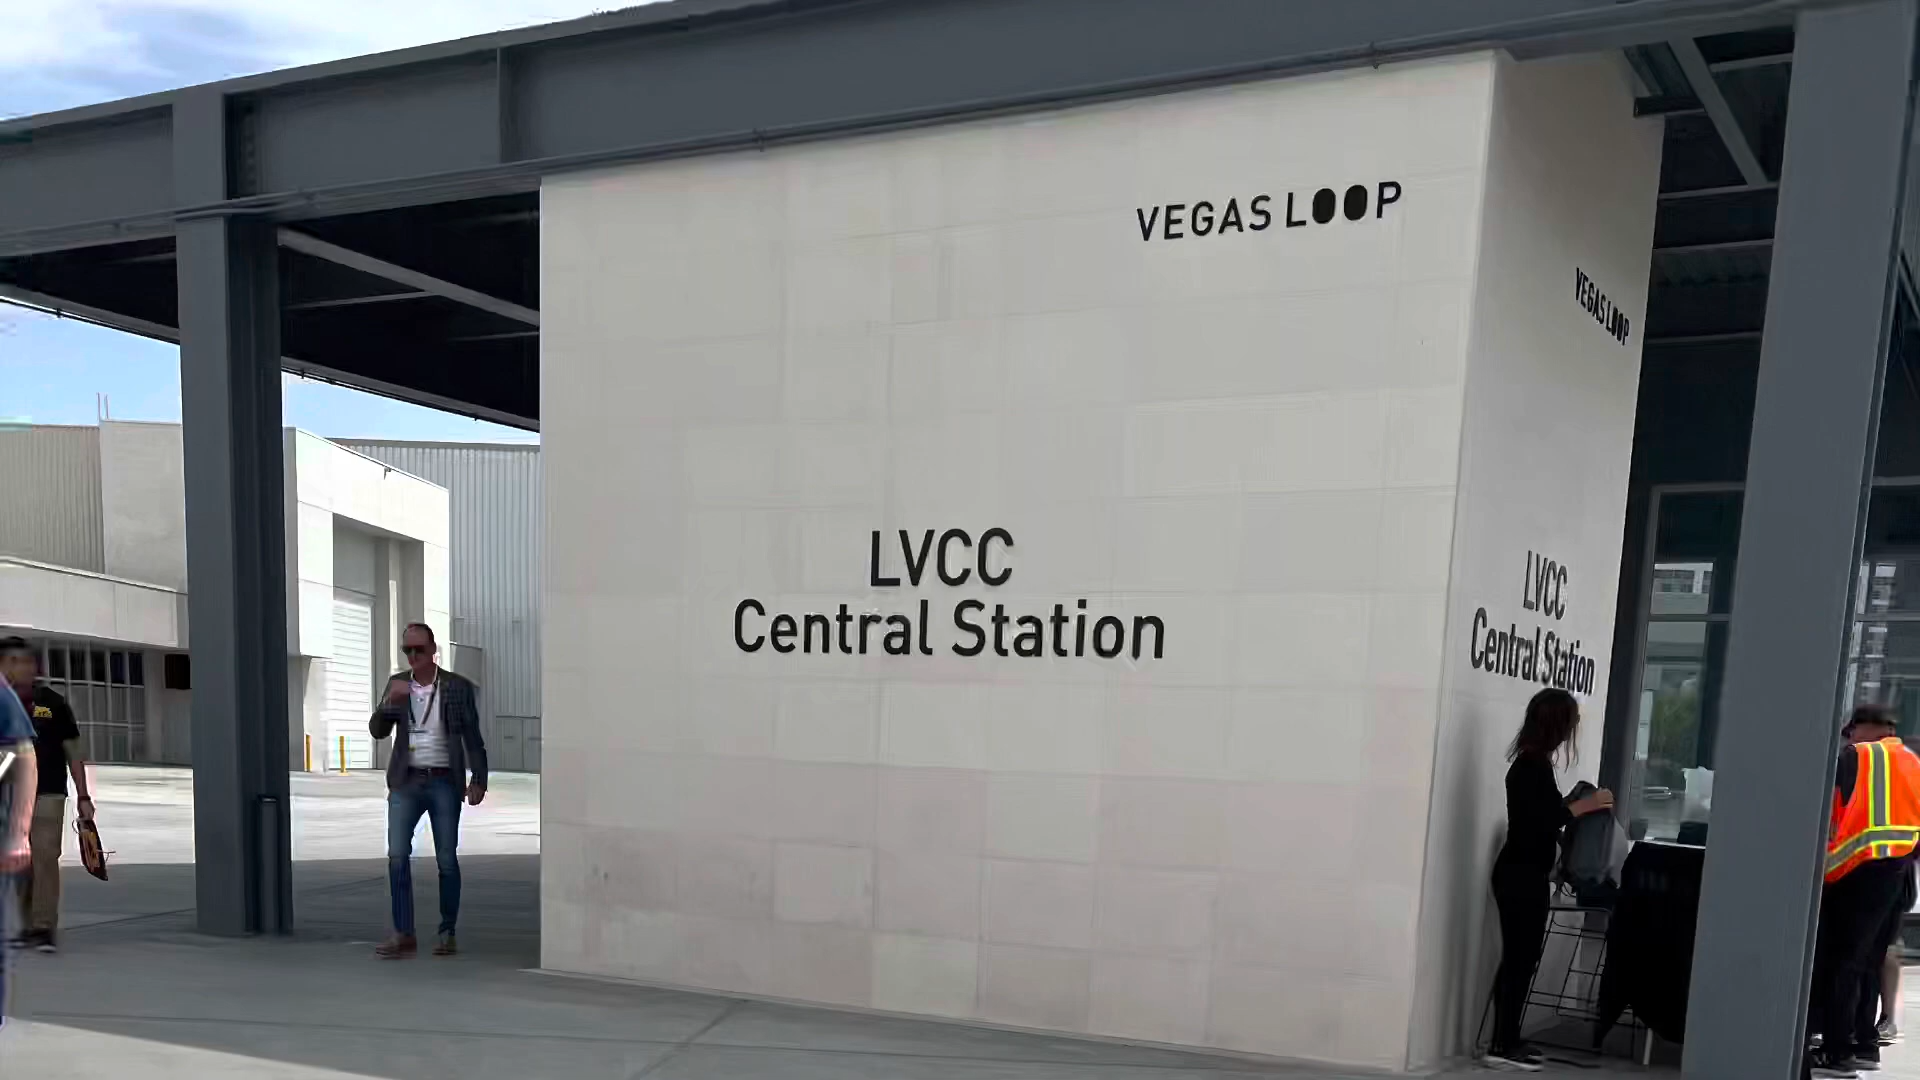 VEGAS LOOP
LVCC
Central Station
VEGAS LOOP
LVCC
Central Station